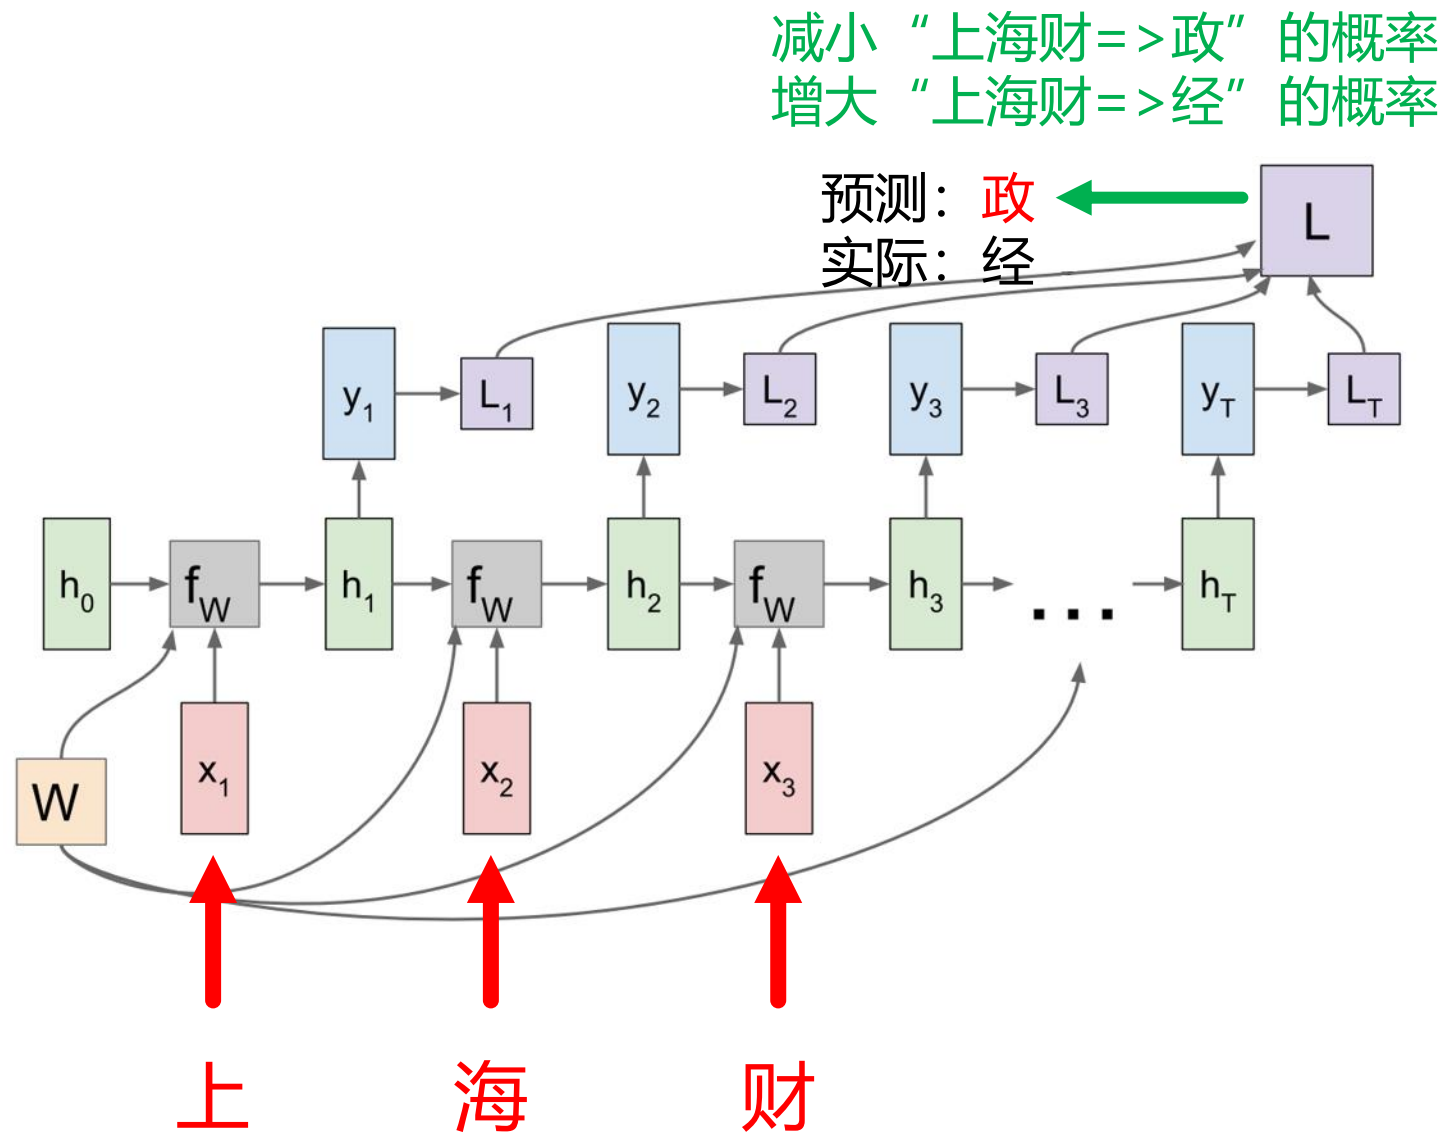 减小“上海财=>政”的概率
增大“上海财=>经”的概率
预测：政
实际：经
L
y1 L1 y2 L2 y3 L3 yT LT
h0 fW h1 fW h2 fW h3 ... hT
W x1 x2 x3
上 海 财